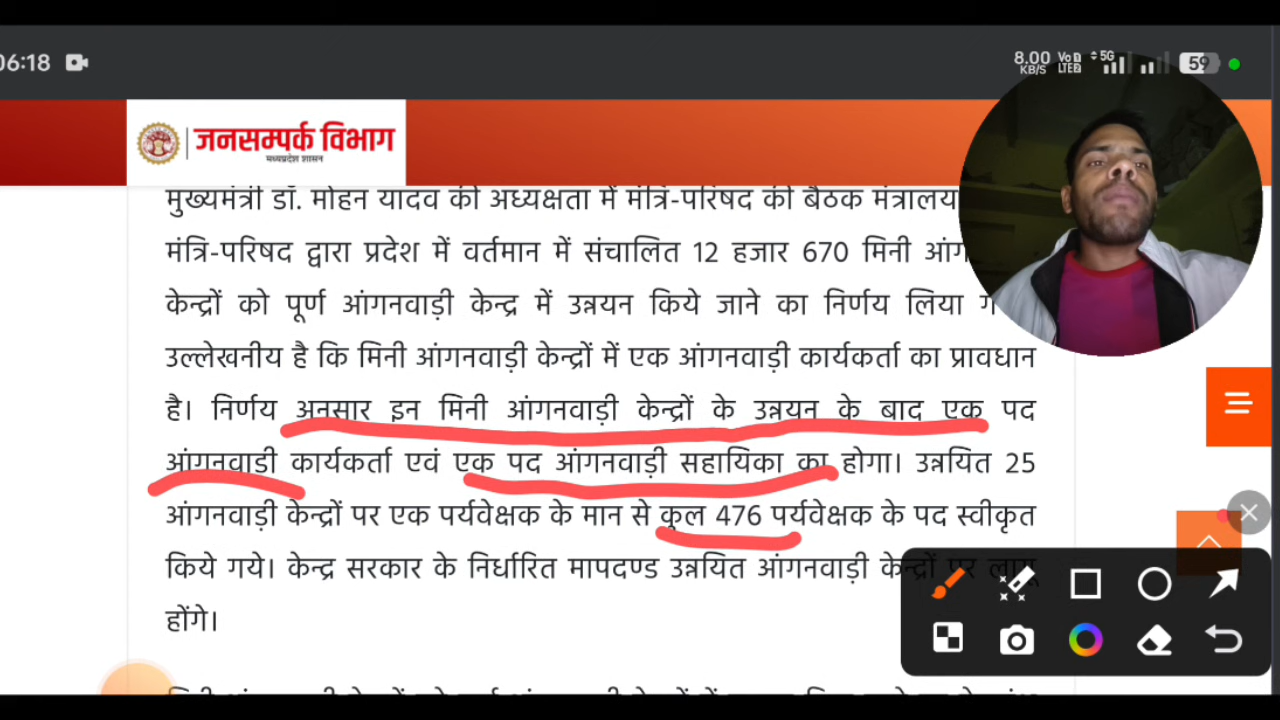 06:18
8.00 KB/S Vo LTE2 5G 59
जनसम्पर्क विभाग
मध्यप्रदेश शासन
मुख्यमंत्री डॉ. मोहन यादव की अध्यक्षता में मंत्रि-परिषद की बैठक मंत्रालय
मंत्रि-परिषद द्वारा प्रदेश में वर्तमान में संचालित 12 हजार 670 मिनी
केन्द्रों को पूर्ण आंगनवाड़ी केन्द्र में उन्नयन किये जाने का निर्णय लिया
उल्लेखनीय है कि मिनी आंगनवाड़ी केन्द्रों में एक आंगनवाड़ी कार्यकर्ता का प्रावधान
है। निर्णय अनुसार इन मिनी आंगनवाड़ी केन्द्रों के उन्नयन के बाद एक पद
आंगनवाडी कार्यकर्ता एवं एक पद आंगनवाड़ी सहायिका का होगा। उन्नयित 25
आंगनवाड़ी केन्द्रों पर एक पर्यवेक्षक के मान से कुल 476 पर्यवेक्षक के पद स्वीकृत
किये गये। केन्द्र सरकार के निर्धारित मापदण्ड उन्नयित आंगनवाड़ी केन्द्रों पर लागू
होंगे।